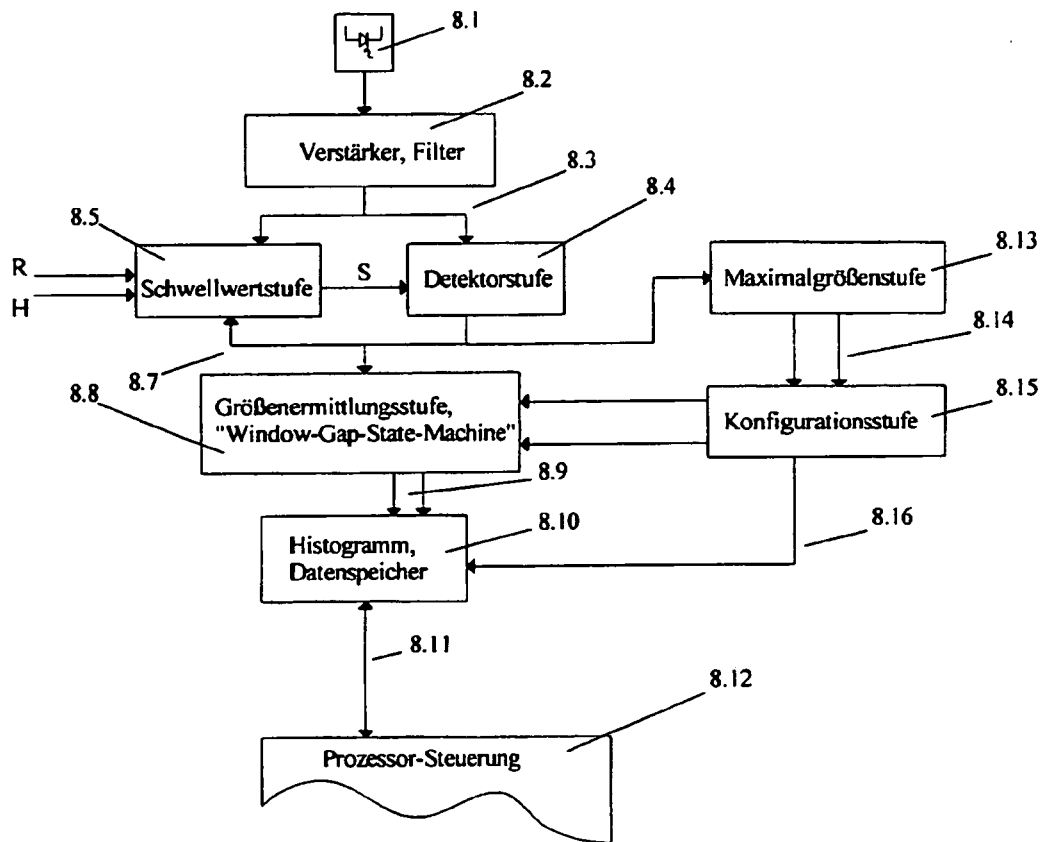 8.1
8.2
Verstärker, Filter
8.3
8.4
8.5
R
H
Schwellwertstufe
S
Detektorstufe
8.13
Maximalgrößenstufe
8.14
8.7
8.8
Größenermittlungsstufe,
"Window-Gap-State-Machine"
8.15
Konfigurationsstufe
8.9
8.10
Histogramm,
Datenspeicher
8.16
8.11
8.12
Prozessor-Steuerung